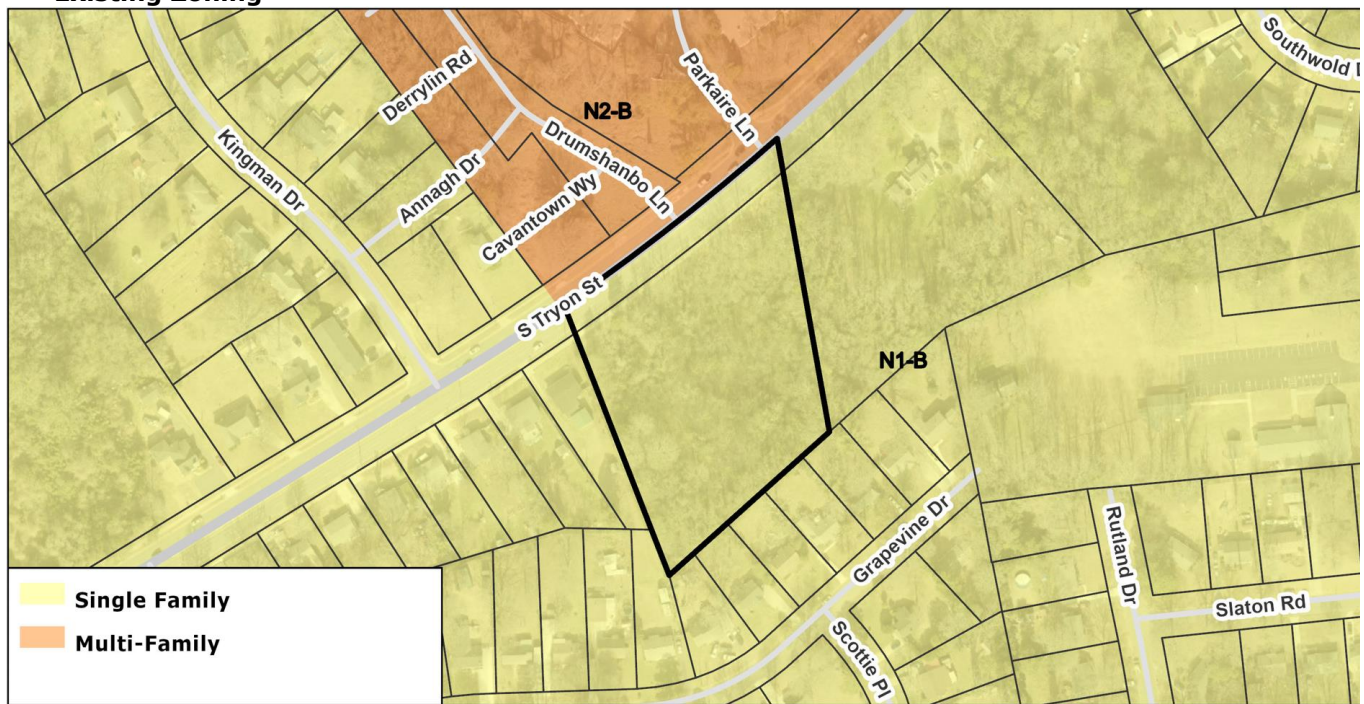 Existing Zoning
Southwold D
Derrylin Rd
Parkaire Ln
N2-B
Kingman Dr
Drumshanbo Ln
Annagh Dr
Cavantown Wy
S Tryon St
N1-B
Grapevine Dr
Rutland Dr
Slaton Rd
Scottie Pl
Single Family
Multi-Family